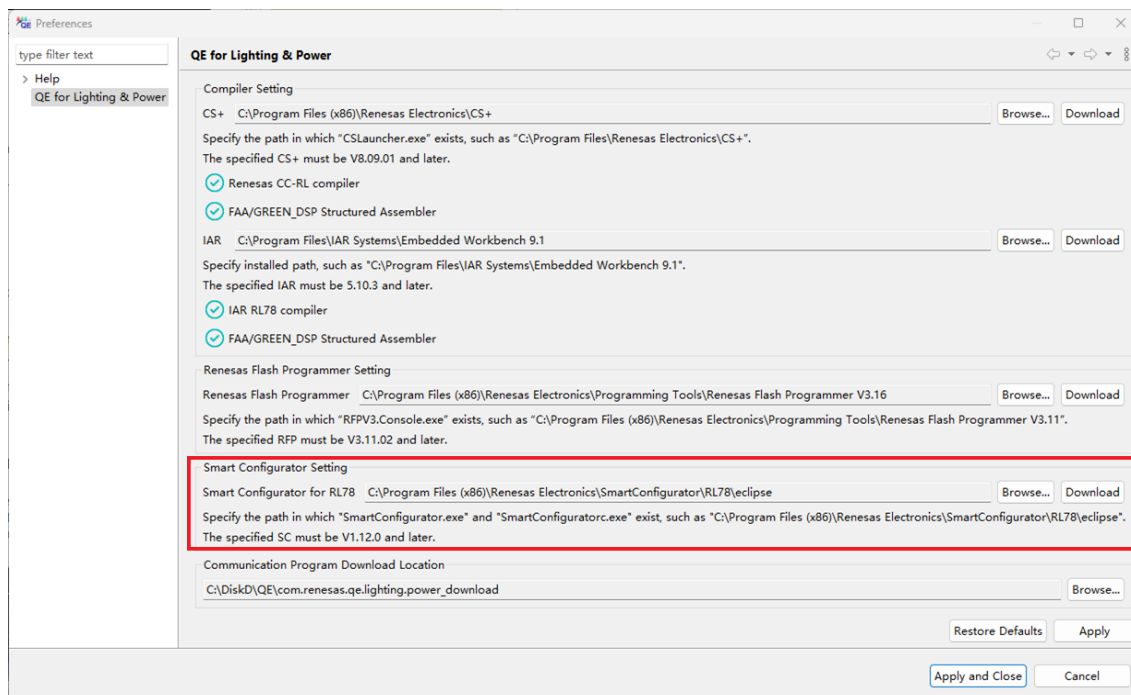 QE Preferences
type filter text
QE for Lighting & Power
> Help
QE for Lighting & Power
Compiler Setting
CS+ C:\Program Files (x86)\Renesas Electronics\CS+ Browse... Download
Specify the path in which "CSLauncher.exe" exists, such as "C:\Program Files\Renesas Electronics\CS+".
The specified CS+ must be V8.09.01 and later.
Renesas CC-RL compiler
FAA/GREEN_DSP Structured Assembler
IAR C:\Program Files\IAR Systems\Embedded Workbench 9.1 Browse... Download
Specify installed path, such as "C:\Program Files\IAR Systems\Embedded Workbench 9.1".
The specified IAR must be 5.10.3 and later.
IAR RL78 compiler
FAA/GREEN_DSP Structured Assembler
Renesas Flash Programmer Setting
Renesas Flash Programmer C:\Program Files (x86)\Renesas Electronics\Programming Tools\Renesas Flash Programmer V3.16 Browse... Download
Specify the path in which "RFPV3.Console.exe" exists, such as "C:\Program Files (x86)\Renesas Electronics\Programming Tools\Renesas Flash Programmer V3.11".
The specified RFP must be V3.11.02 and later.
Smart Configurator Setting
Smart Configurator for RL78 C:\Program Files (x86)\Renesas Electronics\SmartConfigurator\RL78\eclipse Browse... Download
Specify the path in which "SmartConfigurator.exe" and "SmartConfiguratorc.exe" exist, such as "C:\Program Files (x86)\Renesas Electronics\SmartConfigurator\RL78\eclipse".
The specified SC must be V1.12.0 and later.
Communication Program Download Location
C:\DiskD\QE\com.renesas.qe.lighting.power_download Browse...
Restore Defaults Apply
Apply and Close Cancel